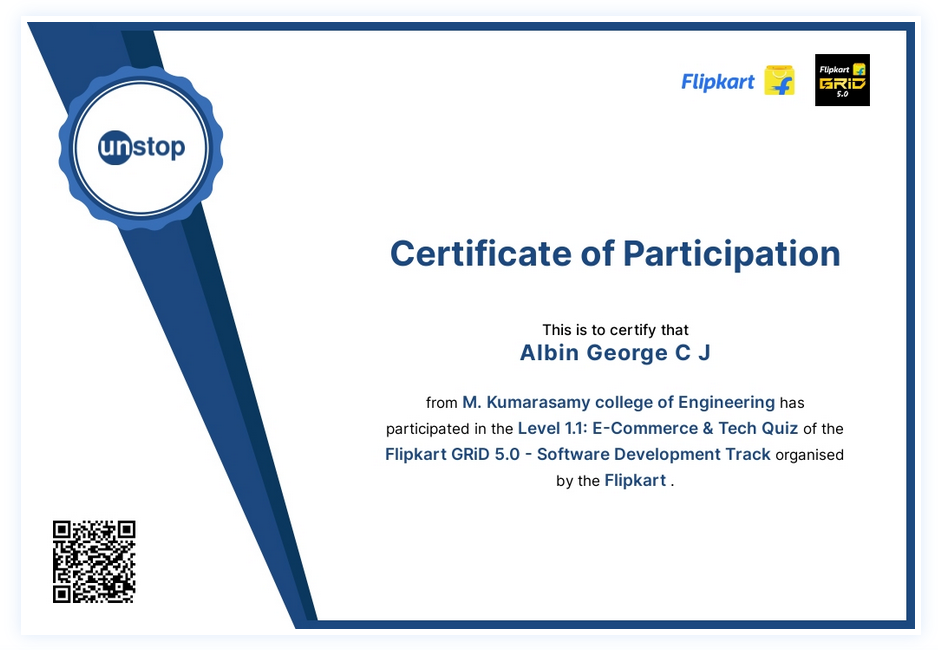 unstop
Flipkart
Flipkart
GRiD
5.0
Certificate of Participation
This is to certify that
Albin George C J
from M. Kumarasamy college of Engineering has
participated in the Level 1.1: E-Commerce & Tech Quiz of the
Flipkart GRiD 5.0 - Software Development Track organised
by the Flipkart .